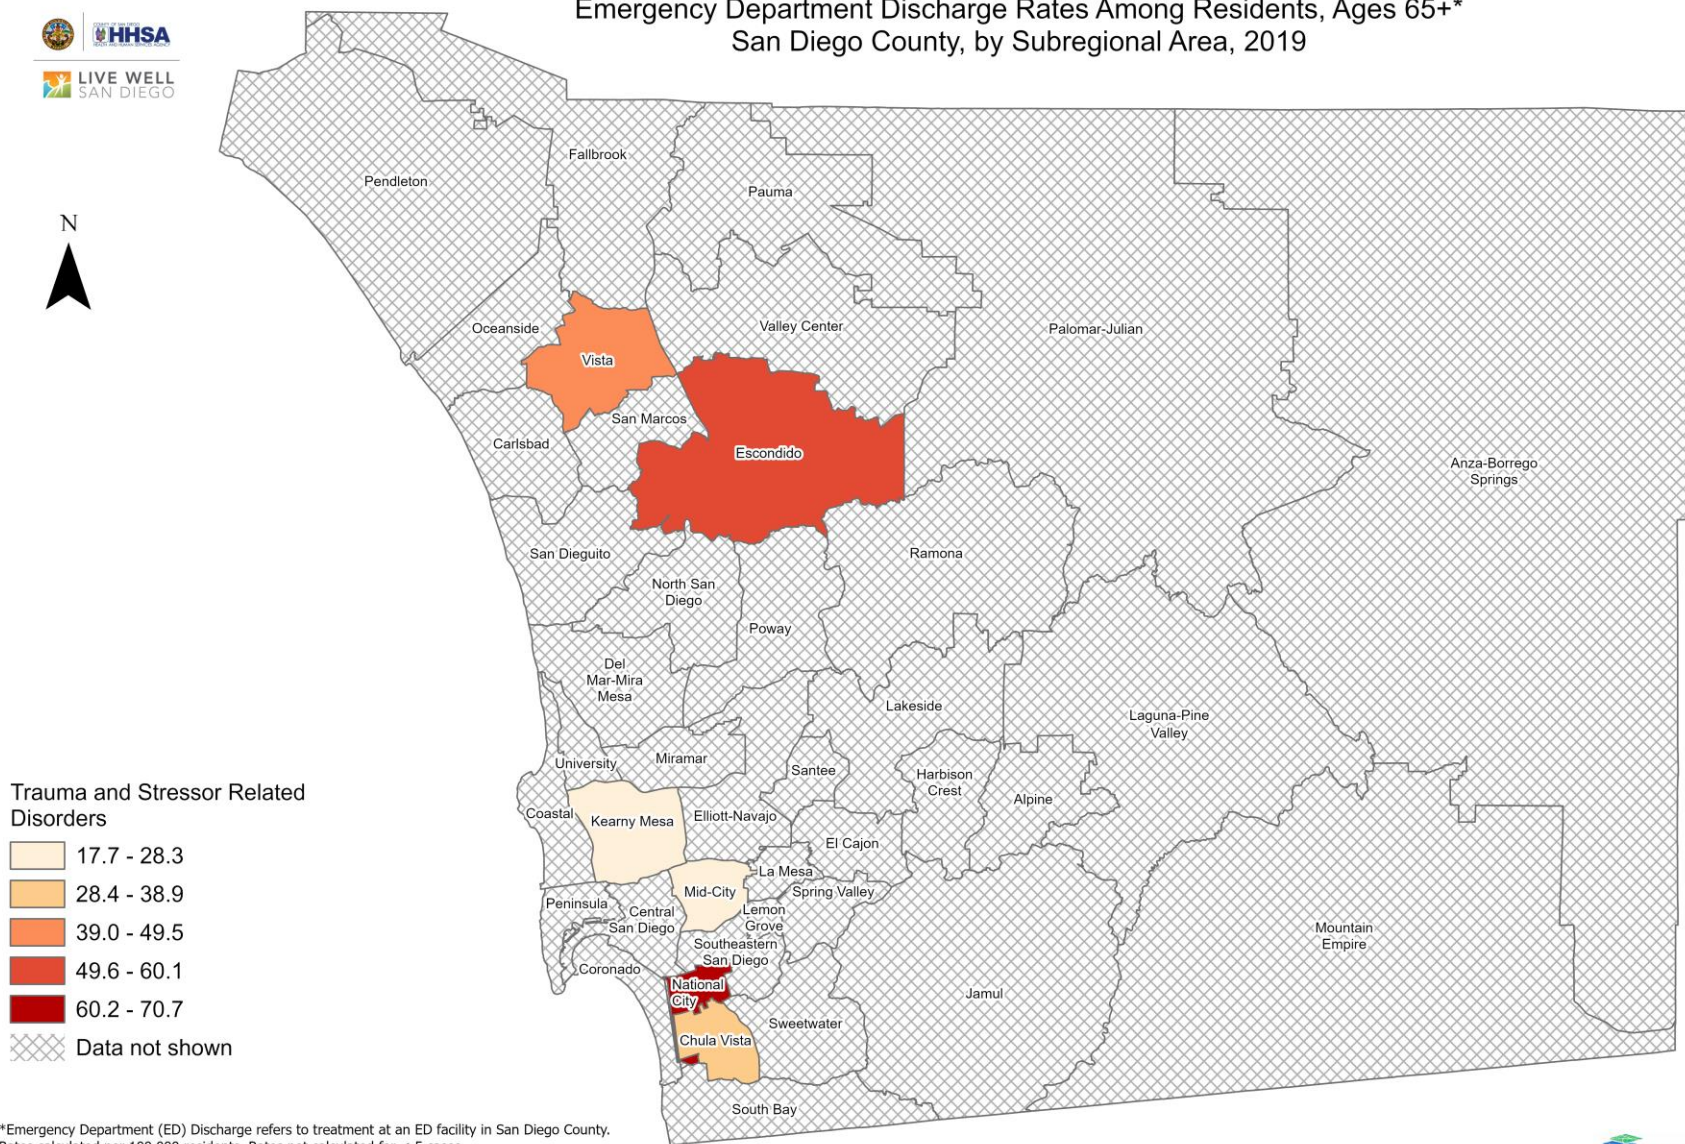 Emergency Department Discharge Rates Among Residents, Ages 65+*
San Diego County, by Subregional Area, 2019
HHSA
LIVE WELL
SAN DIEGO
N
Pendleton
Fallbrook
Pauma
Oceanside
Vista
Valley Center
Palomar-Julian
San Marcos
Carlsbad
Escondido
Anza-Borrego
Springs
San Dieguito
Ramona
North San
Diego
Poway
Del
Mar-Mira
Mesa
Lakeside
Laguna-Pine
Valley
University
Miramar
Santee
Harbison
Crest
Alpine
Coastal
Kearny Mesa
Elliott-Navajo
El Cajon
La Mesa
Mid-City
Spring Valley
Peninsula
Central
San Diego
Lemon
Grove
Southeastern
San Diego
Mountain
Empire
Coronado
National
City
Jamul
Sweetwater
Chula Vista
South Bay
Trauma and Stressor Related
Disorders
17.7 - 28.3
28.4 - 38.9
39.0 - 49.5
49.6 - 60.1
60.2 - 70.7
Data not shown
*Emergency Department (ED) Discharge refers to treatment at an ED facility in San Diego County.